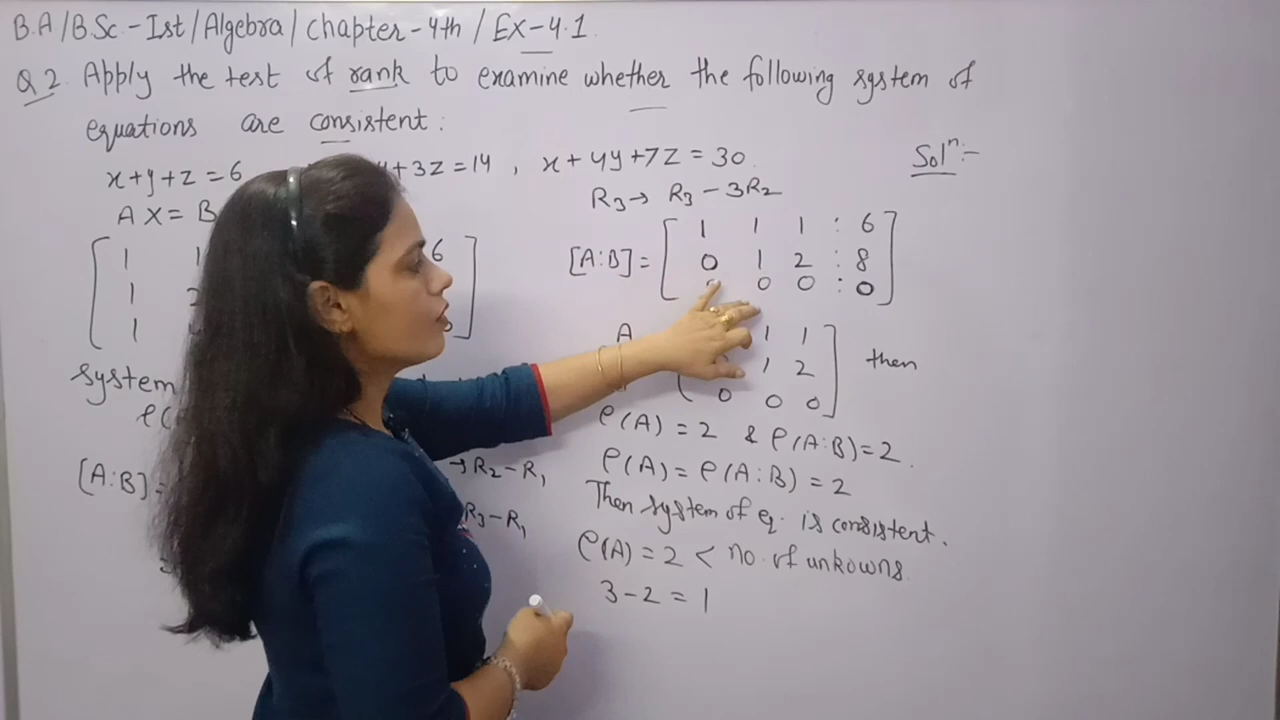 B.A/B.Sc-Ist/Algebra/chapter-4th/Ex-4.1
Q2. Apply the test of rank to examine whether the following system of
equations are consistent:
x+y+z=6 +3z=14, x+4y+7z=30
AX=B
1 1 6
1
1
system
[A:B]=
→R2-R1
R3-R1
R3→ R3-3R2
[A:B]= 1 1 1 : 6
0 1 2 : 8
0 0 : 0
A 1 1
1 2 then
0 0 0
ρ(A)=2 & ρ(A:B)=2.
ρ(A)=ρ(A:B)=2
Then system of eq. is consistent.
ρ(A)=2 < no. of unkowns.
3-2=1
Solⁿ:-